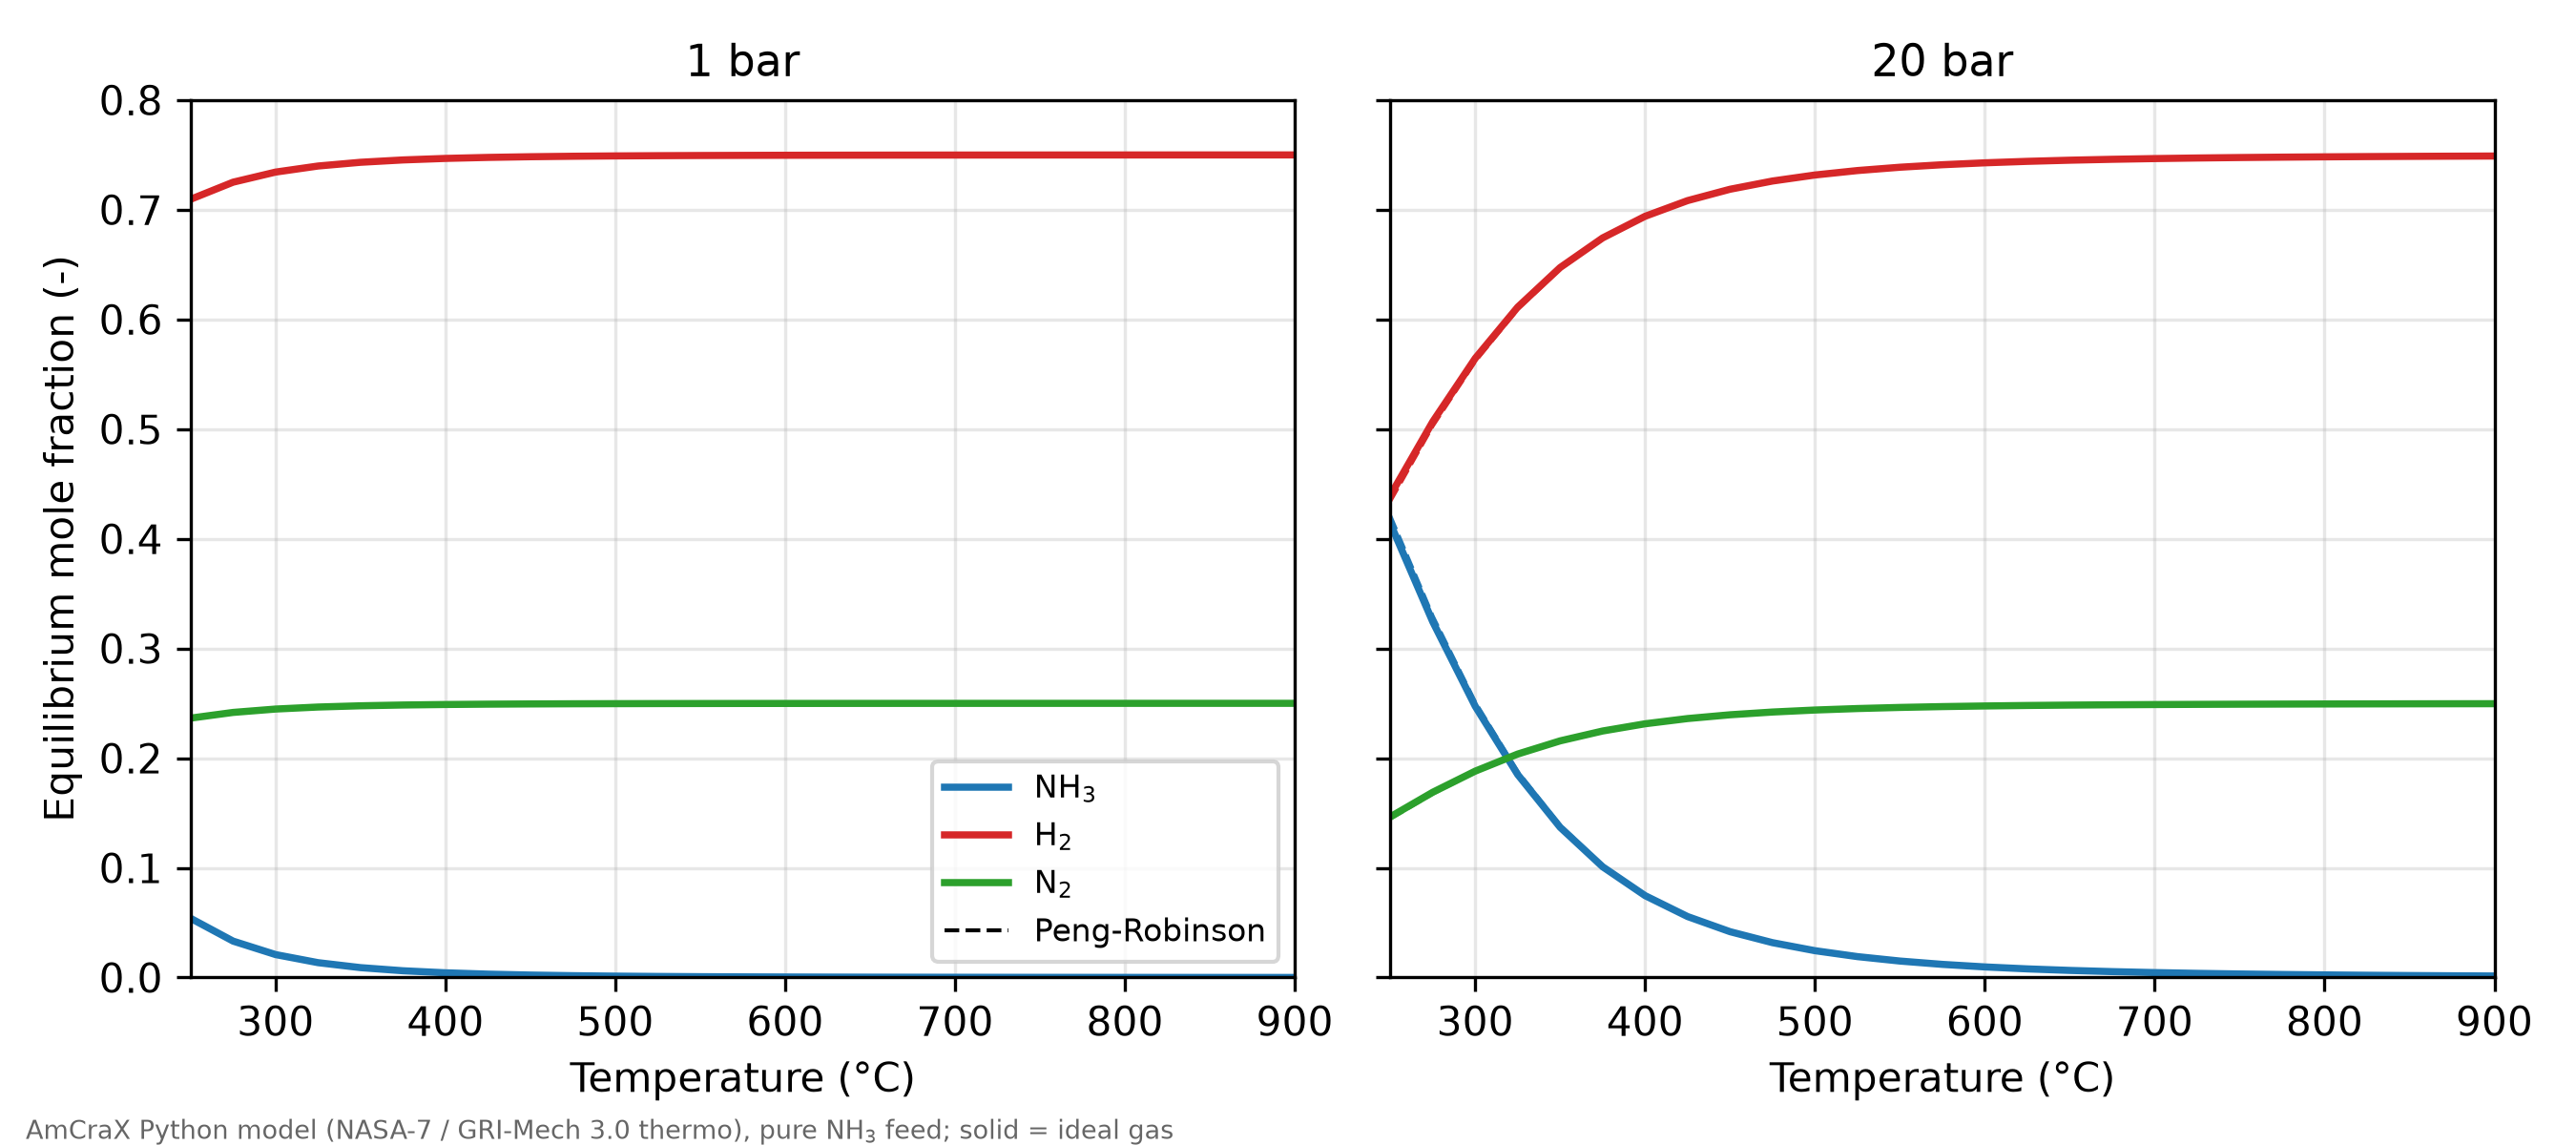 1 bar
20 bar
Equilibrium mole fraction (-)
0.8
0.7
0.6
0.5
0.4
0.3
0.2
0.1
0.0
NH₃
H₂
N₂
Peng-Robinson
300 400 500 600 700 800 900
300 400 500 600 700 800 900
Temperature (°C)
Temperature (°C)
AmCraX Python model (NASA-7 / GRI-Mech 3.0 thermo), pure NH₃ feed; solid = ideal gas